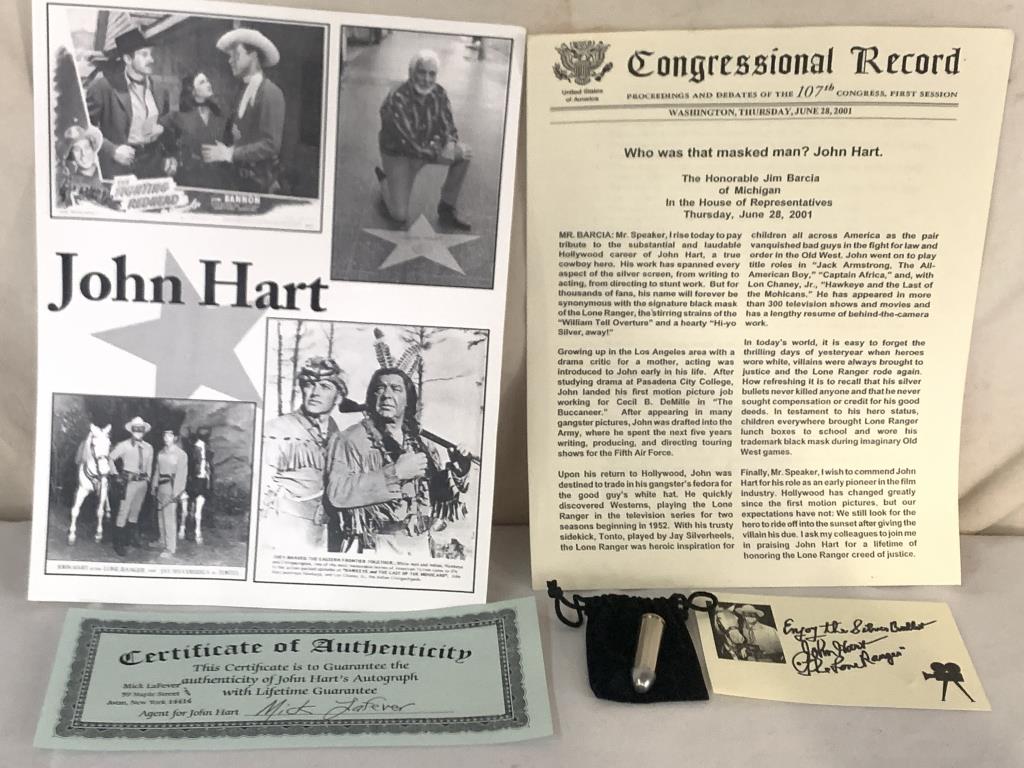 THE
FIGHTING
REDHEAD
JIM BANNON
John Hart
JOHN HART as the LONE RANGER and JAY SILVERHEELS as TONTO.
THEY BRAVED THE EASTERN FRONTIER TOGETHER...
"HAWKEYE and THE LAST OF THE MOHICANS."
United States
of America
Congressional Record
PROCEEDINGS AND DEBATES OF THE 107th CONGRESS, FIRST SESSION
WASHINGTON, THURSDAY, JUNE 28, 2001
Who was that masked man? John Hart.
The Honorable Jim Barcia
of Michigan
In the House of Representatives
Thursday, June 28, 2001
MR. BARCIA: Mr. Speaker, I rise today to pay
tribute to the substantial and laudable
Hollywood career of John Hart, a true
cowboy hero. His work has spanned every
aspect of the silver screen, from writing to
acting, from directing to stunt work. But for
thousands of fans, his name will forever be
synonymous with the signature black mask
of the Lone Ranger, the stirring strains of the
"William Tell Overture" and a hearty "Hi-yo
Silver, away!"
Growing up in the Los Angeles area with a
drama critic for a mother, acting was
introduced to John early in his life. After
studying drama at Pasadena City College,
John landed his first motion picture job
working for Cecil B. DeMille in "The
Buccaneer." After appearing in many
gangster pictures, John was drafted into the
Army, where he spent the next five years
writing, producing, and directing touring
shows for the Fifth Air Force.
Upon his return to Hollywood, John was
destined to trade in his gangster's fedora for
the good guy's white hat. He quickly
discovered Westerns, playing the Lone
Ranger in the television series for two
seasons beginning in 1952. With his trusty
sidekick, Tonto, played by Jay Silverheels,
the Lone Ranger was heroic inspiration for
children all across America as the pair
vanquished bad guys in the fight for law and
order in the Old West. John went on to play
title roles in "Jack Armstrong, The All-
American Boy," "Captain Africa," and, with
Lon Chaney, Jr., "Hawkeye and the Last of
the Mohicans." He has appeared in more
than 300 television shows and movies and
has a lengthy resume of behind-the-camera
work.
In today's world, it is easy to forget the
thrilling days of yesteryear when heroes
wore white, villains were always brought to
justice and the Lone Ranger rode again.
How refreshing it is to recall that his silver
bullets never killed anyone and that he never
sought compensation or credit for his good
deeds. In testament to his hero status,
children everywhere brought Lone Ranger
lunch boxes to school and wore his
trademark black mask during imaginary Old
West games.
Finally, Mr. Speaker, I wish to commend John
Hart for his role as an early pioneer in the film
industry. Hollywood has changed greatly
since the first motion pictures, but our
expectations have not: We still look for the
hero to ride off into the sunset after giving the
villain his due. I ask my colleagues to join me
in praising John Hart for a lifetime of
honoring the Lone Ranger creed of justice.
Certificate of Authenticity
This Certificate is to Guarantee the
authenticity of John Hart's Autograph
with Lifetime Guarantee
Mick LaFever
59 Maple Street
Avon, New York 14414
Agent for John Hart Mick LaFever
Enjoy the Silver Bullet
John Hart
"The Lone Ranger"